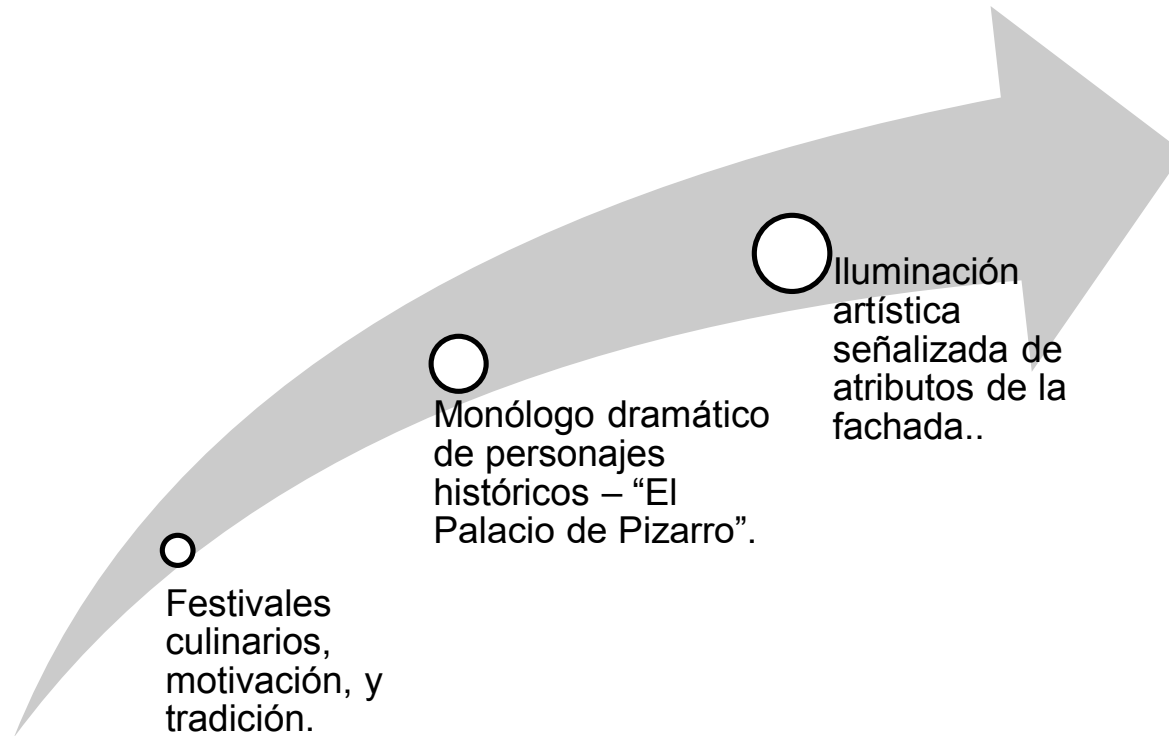 Festivales
culinarios,
motivación, y
tradición.
Monólogo dramático
de personajes
históricos – “El
Palacio de Pizarro”.
Iluminación
artística
señalizada de
atributos de la
fachada..